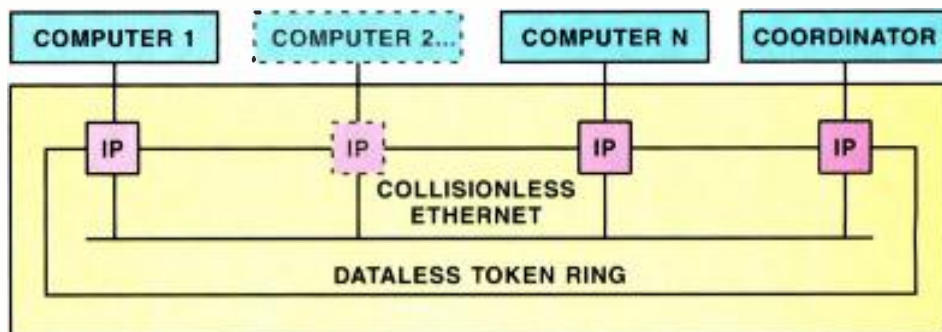 COMPUTER 1
COMPUTER 2...
COMPUTER N
COORDINATOR
IP
IP
IP
IP
COLLISIONLESS
ETHERNET
DATALESS TOKEN RING